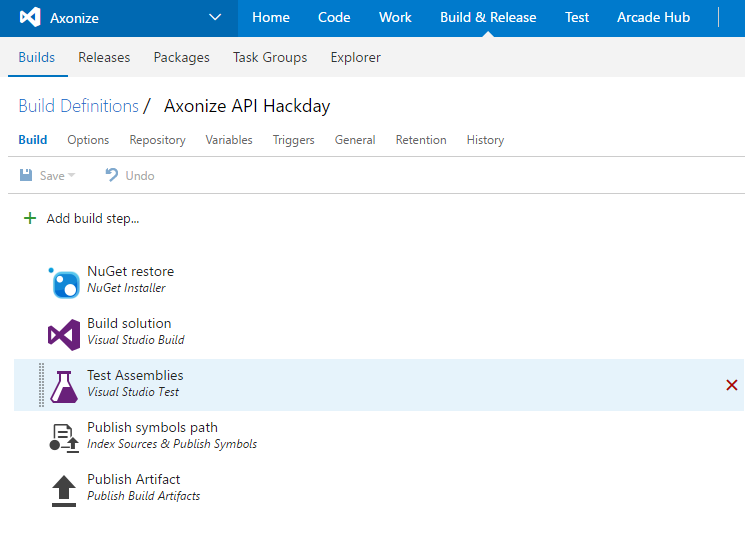 Axonize Home Code Work Build & Release Test Arcade Hub
Builds Releases Packages Task Groups Explorer
Build Definitions / Axonize API Hackday
Build Options Repository Variables Triggers General Retention History
Save Undo
Add build step...
NuGet restore
NuGet Installer
Build solution
Visual Studio Build
Test Assemblies
Visual Studio Test
Publish symbols path
Index Sources & Publish Symbols
Publish Artifact
Publish Build Artifacts